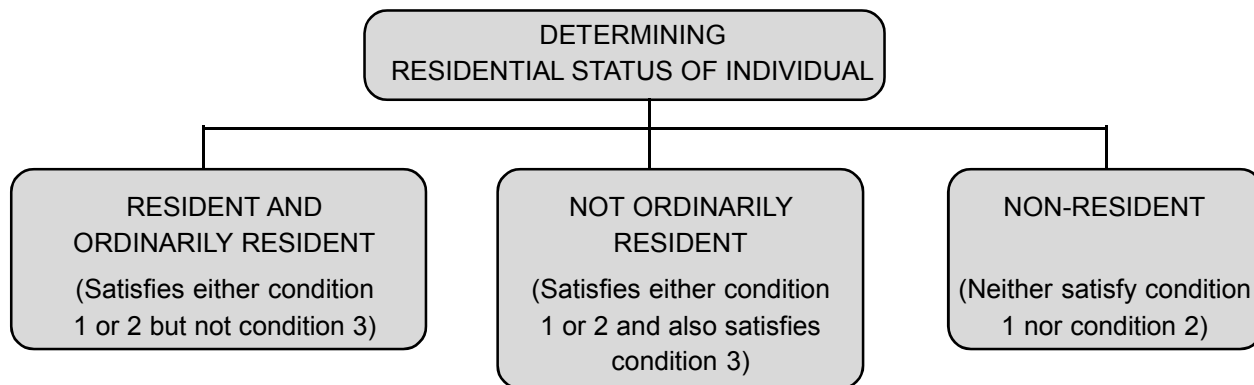 DETERMINING
RESIDENTIAL STATUS OF INDIVIDUAL
RESIDENT AND
ORDINARILY RESIDENT
(Satisfies either condition
1 or 2 but not condition 3)
NOT ORDINARILY
RESIDENT
(Satisfies either condition
1 or 2 and also satisfies
condition 3)
NON-RESIDENT
(Neither satisfy condition
1 nor condition 2)